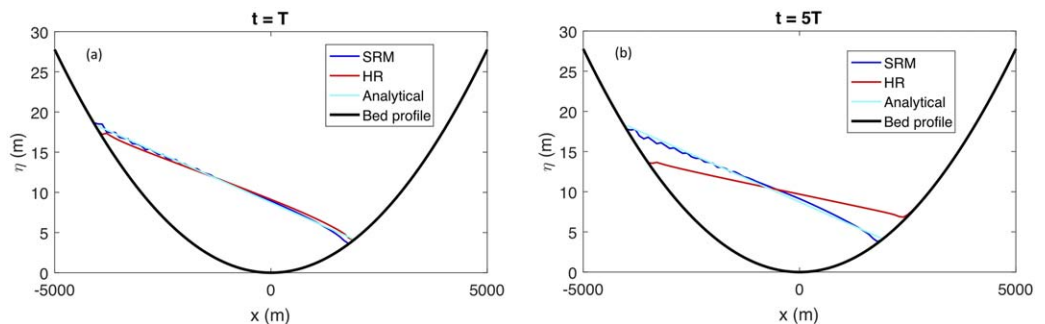 t = T
(a)
SRM
HR
Analytical
Bed profile
η (m)
30
25
20
15
10
5
0
-5000
0
5000
x (m)
t = 5T
(b)
SRM
HR
Analytical
Bed profile
η (m)
30
25
20
15
10
5
0
-5000
0
5000
x (m)